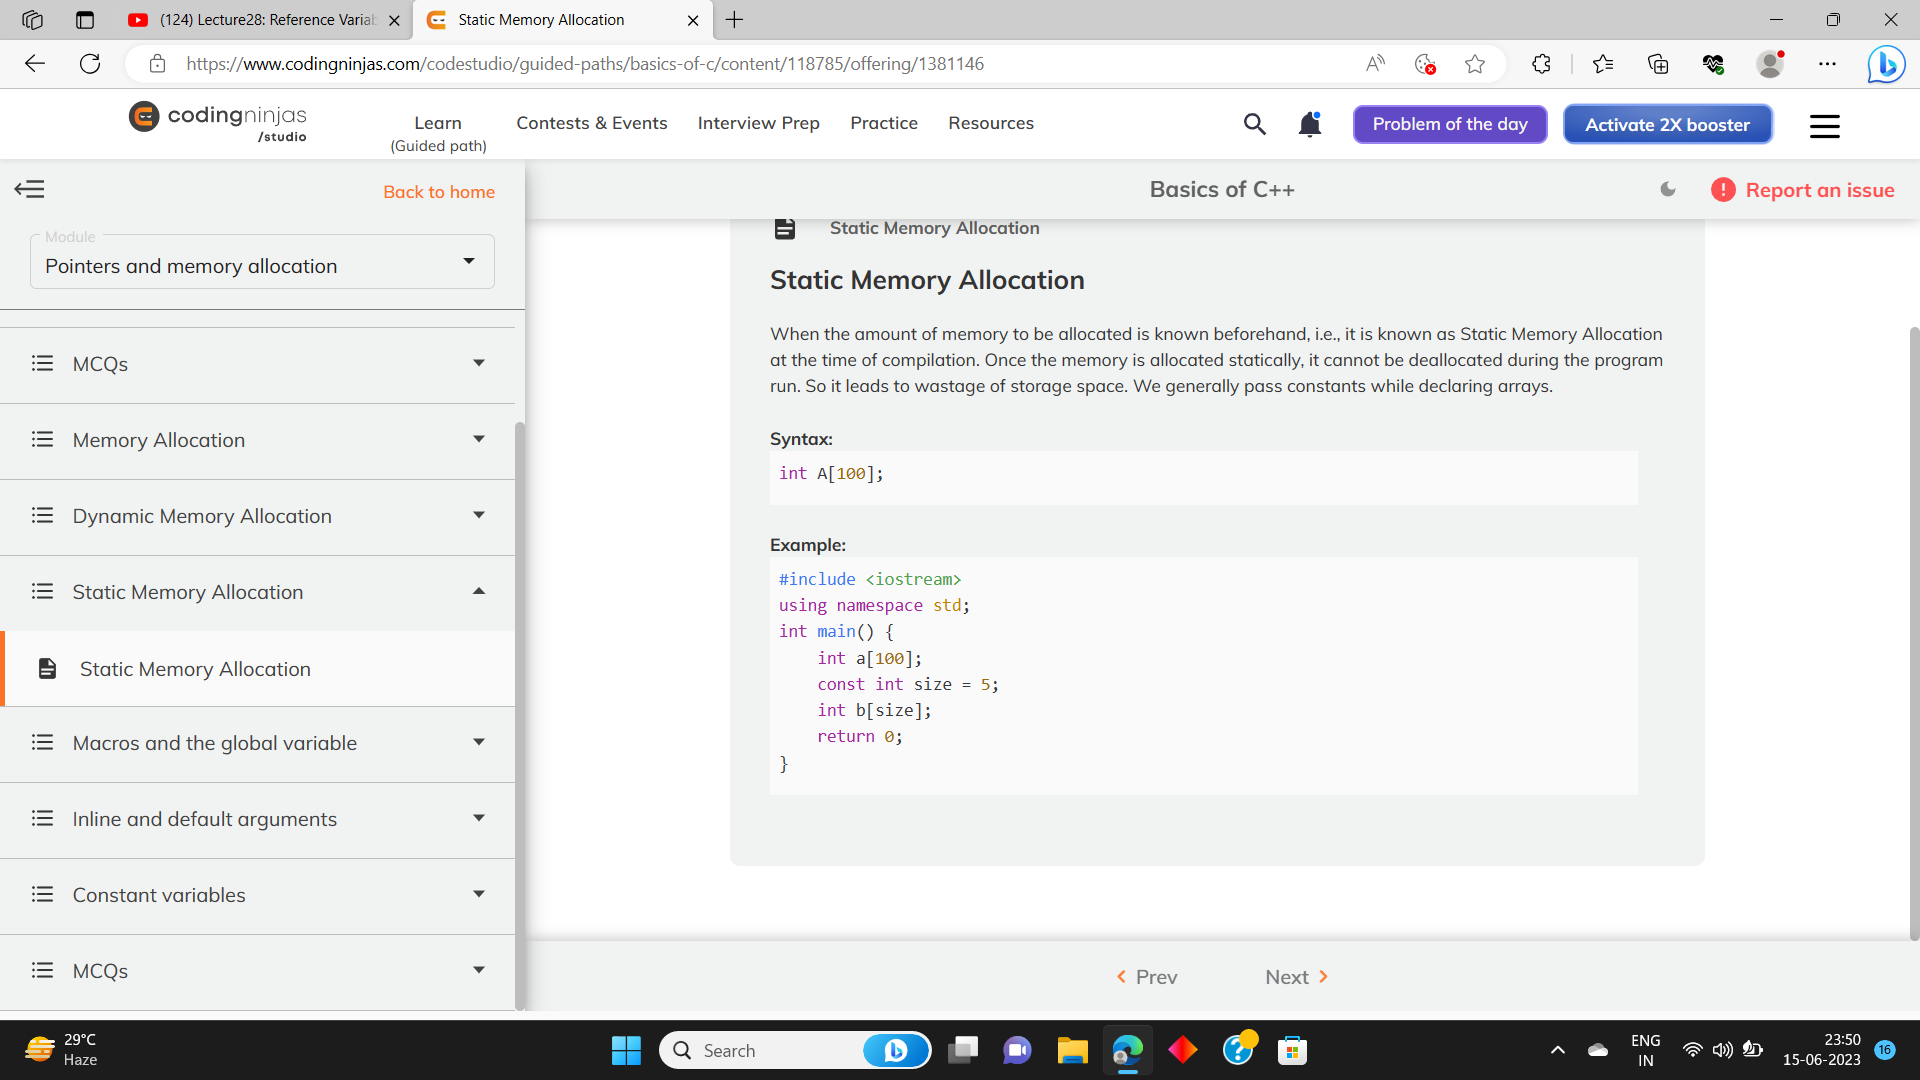 (124) Lecture28: Reference Variab
Static Memory Allocation
https://www.codingninjas.com/codestudio/guided-paths/basics-of-c/content/118785/offering/1381146
codingninjas
/studio
Learn
(Guided path)
Contests & Events
Interview Prep
Practice
Resources
Problem of the day
Activate 2X booster
Back to home
Basics of C++
Report an issue
Module
Pointers and memory allocation
MCQs
Memory Allocation
Dynamic Memory Allocation
Static Memory Allocation
Static Memory Allocation
Macros and the global variable
Inline and default arguments
Constant variables
MCQs
Static Memory Allocation
Static Memory Allocation
When the amount of memory to be allocated is known beforehand, i.e., it is known as Static Memory Allocation
at the time of compilation. Once the memory is allocated statically, it cannot be deallocated during the program
run. So it leads to wastage of storage space. We generally pass constants while declaring arrays.
Syntax:
int A[100];
Example:
#include <iostream>
using namespace std;
int main() {
    int a[100];
    const int size = 5;
    int b[size];
    return 0;
}
Prev
Next
29°C
Haze
Search
ENG
IN
23:50
15-06-2023
16